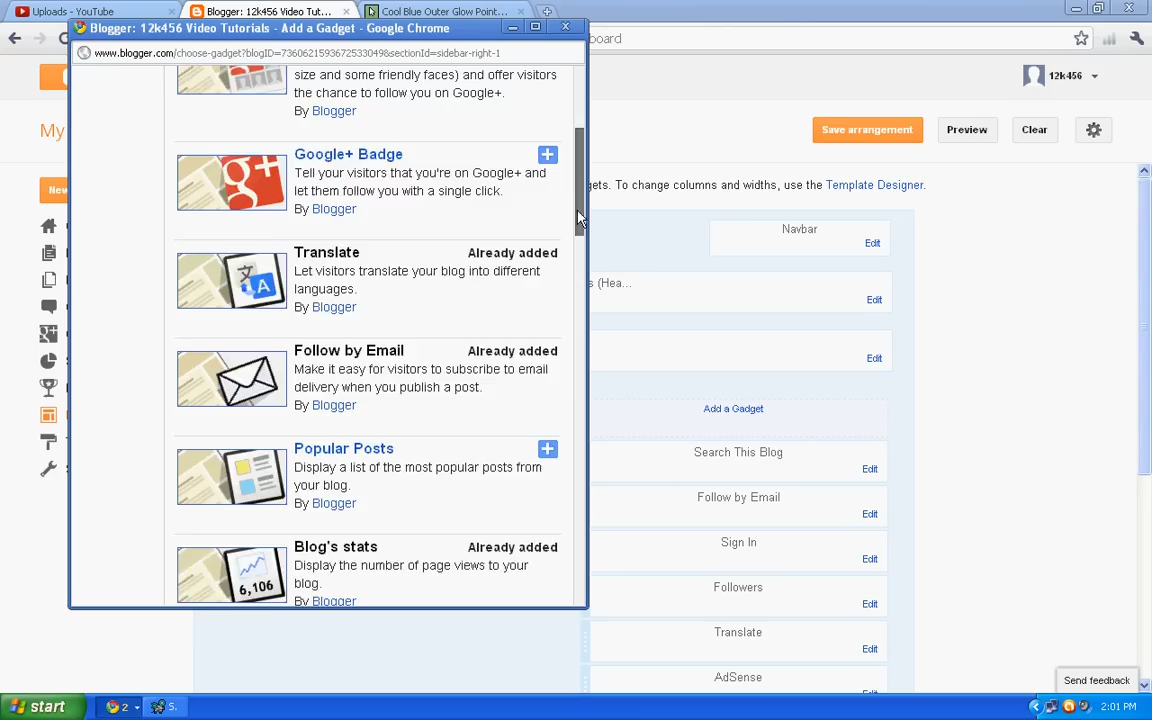 Uploads - YouTube
Blogger: 12k456 Video Tut...
Cool Blue Outer Glow Point...
Blogger: 12k456 Video Tutorials - Add a Gadget - Google Chrome
www.blogger.com/choose-gadget?blogID=7360621593672533049&sectionId=sidebar-right-1
board
size and some friendly faces) and offer visitors
the chance to follow you on Google+.
By Blogger
Google+ Badge
Tell your visitors that you're on Google+ and
let them follow you with a single click.
By Blogger
Translate
Already added
Let visitors translate your blog into different
languages.
By Blogger
Follow by Email
Already added
Make it easy for visitors to subscribe to email
delivery when you publish a post.
By Blogger
Popular Posts
Display a list of the most popular posts from
your blog.
By Blogger
Blog's stats
Already added
Display the number of page views to your
blog.
By Blogger
6,106
12k456
My
Save arrangement
Preview
Clear
New
gets. To change columns and widths, use the Template Designer.
Navbar
Edit
s (Hea...
Edit
Edit
Add a Gadget
Search This Blog
Edit
Follow by Email
Edit
Sign In
Edit
Followers
Edit
Translate
Edit
AdSense
Edit
Send feedback
start
2
S.
2:01 PM